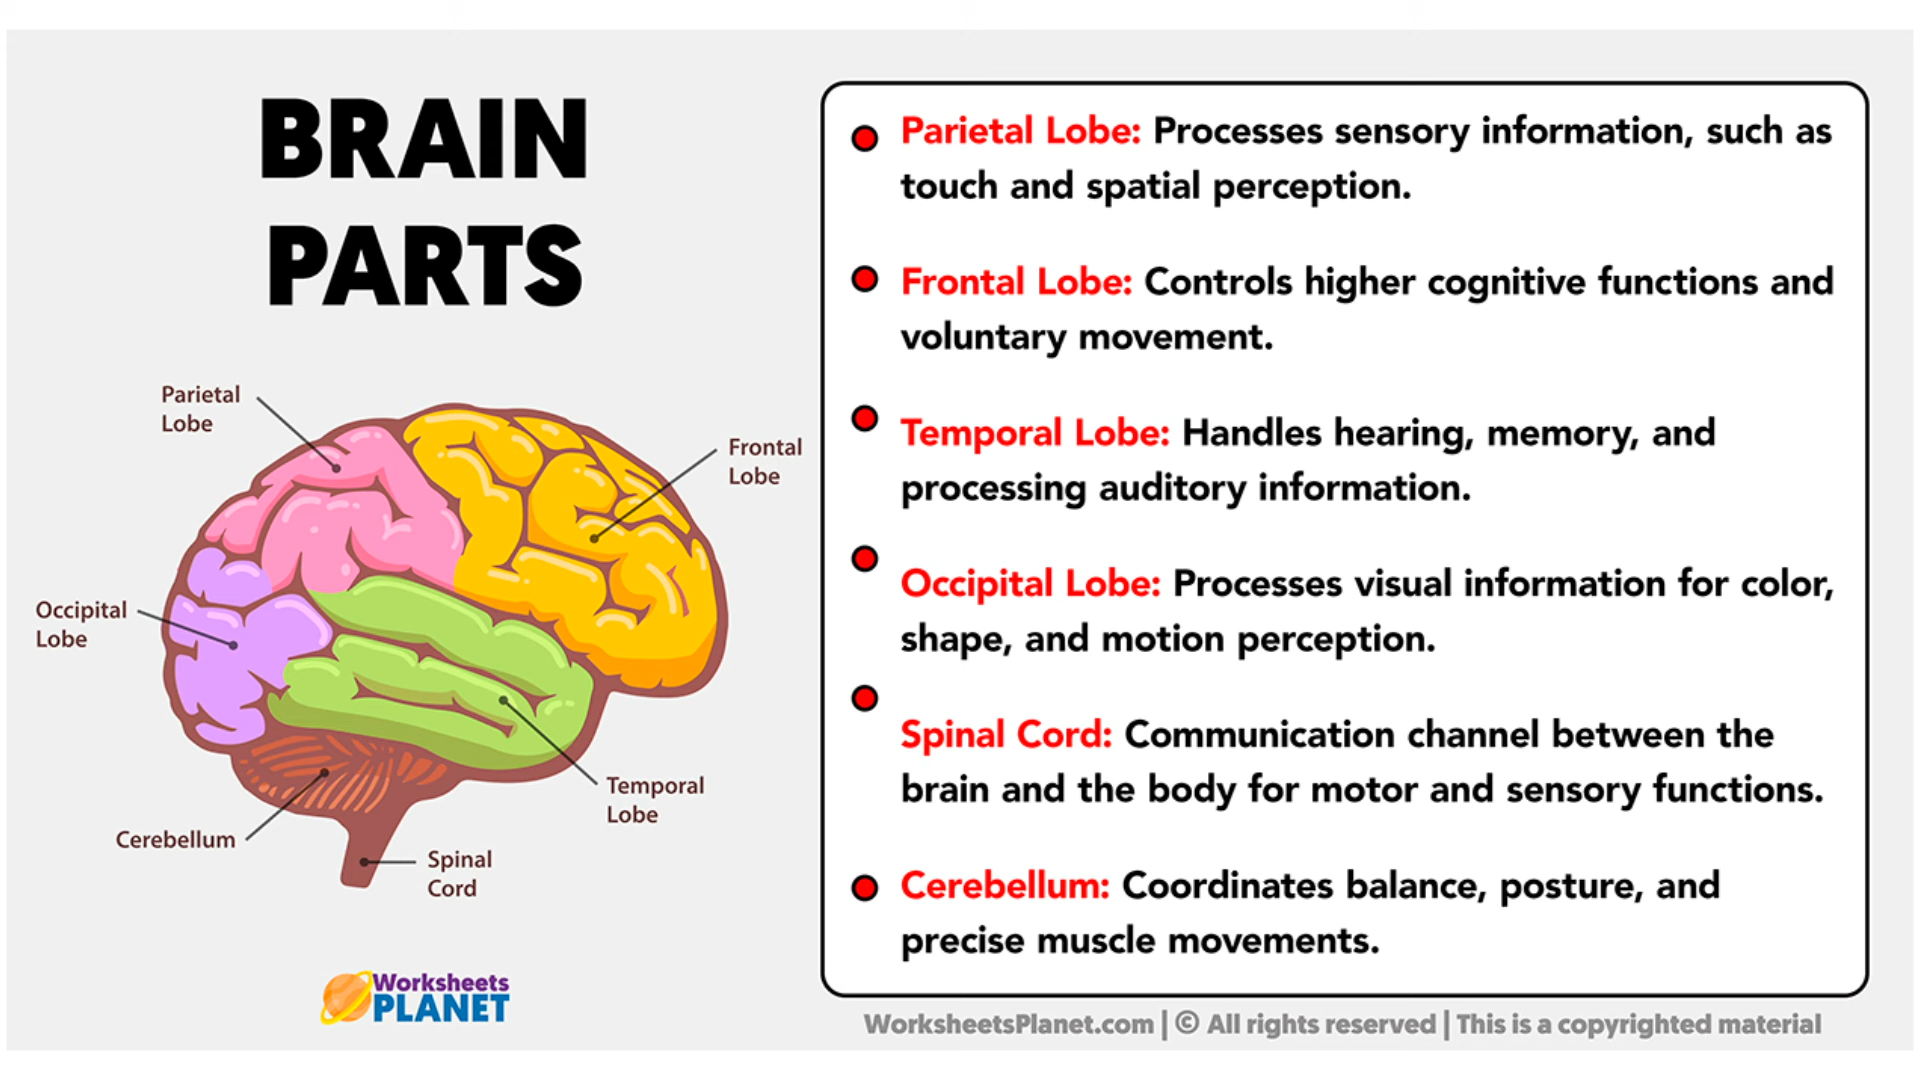 BRAIN
PARTS
Parietal
Lobe
Frontal
Lobe
Occipital
Lobe
Temporal
Lobe
Cerebellum
Spinal
Cord
Worksheets
PLANET
Parietal Lobe: Processes sensory information, such as
touch and spatial perception.
Frontal Lobe: Controls higher cognitive functions and
voluntary movement.
Temporal Lobe: Handles hearing, memory, and
processing auditory information.
Occipital Lobe: Processes visual information for color,
shape, and motion perception.
Spinal Cord: Communication channel between the
brain and the body for motor and sensory functions.
Cerebellum: Coordinates balance, posture, and
precise muscle movements.
WorksheetsPlanet.com | © All rights reserved | This is a copyrighted material